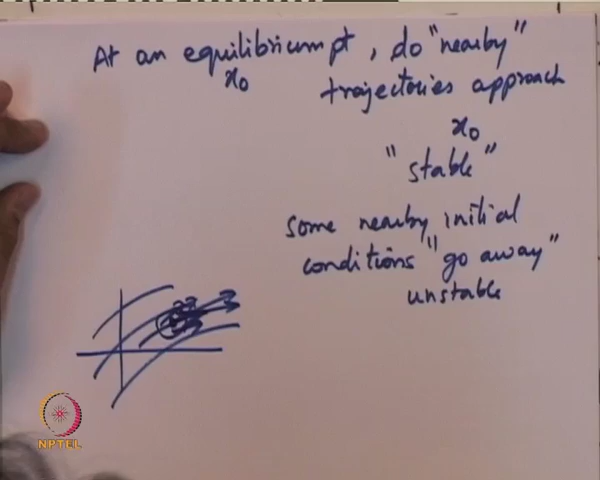 At an equilibrium pt, do "nearby"
x₀ trajectories approach
x₀
"stable"
some nearby initial
conditions "go away"
unstable
NPTEL